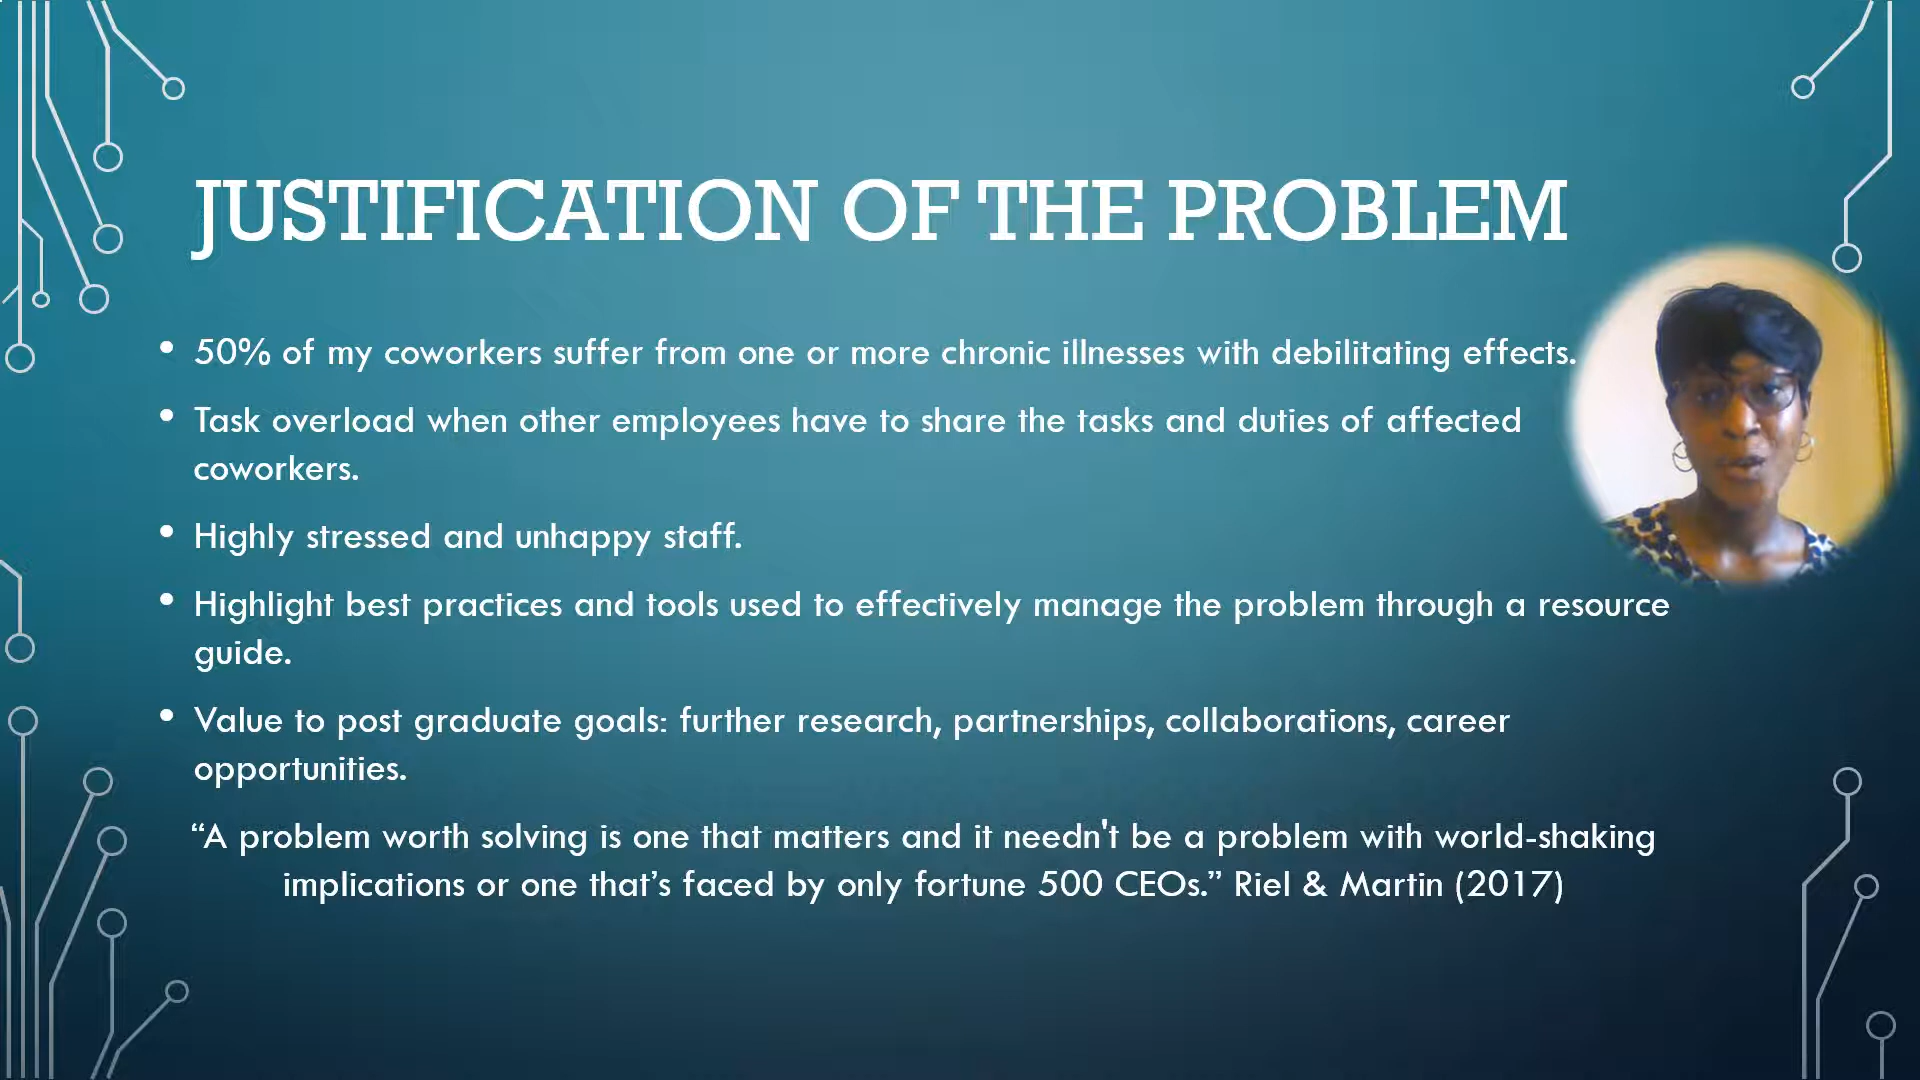 JUSTIFICATION OF THE PROBLEM
• 50% of my coworkers suffer from one or more chronic illnesses with debilitating effects.
• Task overload when other employees have to share the tasks and duties of affected
coworkers.
• Highly stressed and unhappy staff.
• Highlight best practices and tools used to effectively manage the problem through a resource
guide.
• Value to post graduate goals: further research, partnerships, collaborations, career
opportunities.
“A problem worth solving is one that matters and it needn't be a problem with world-shaking
implications or one that’s faced by only fortune 500 CEOs.” Riel & Martin (2017)